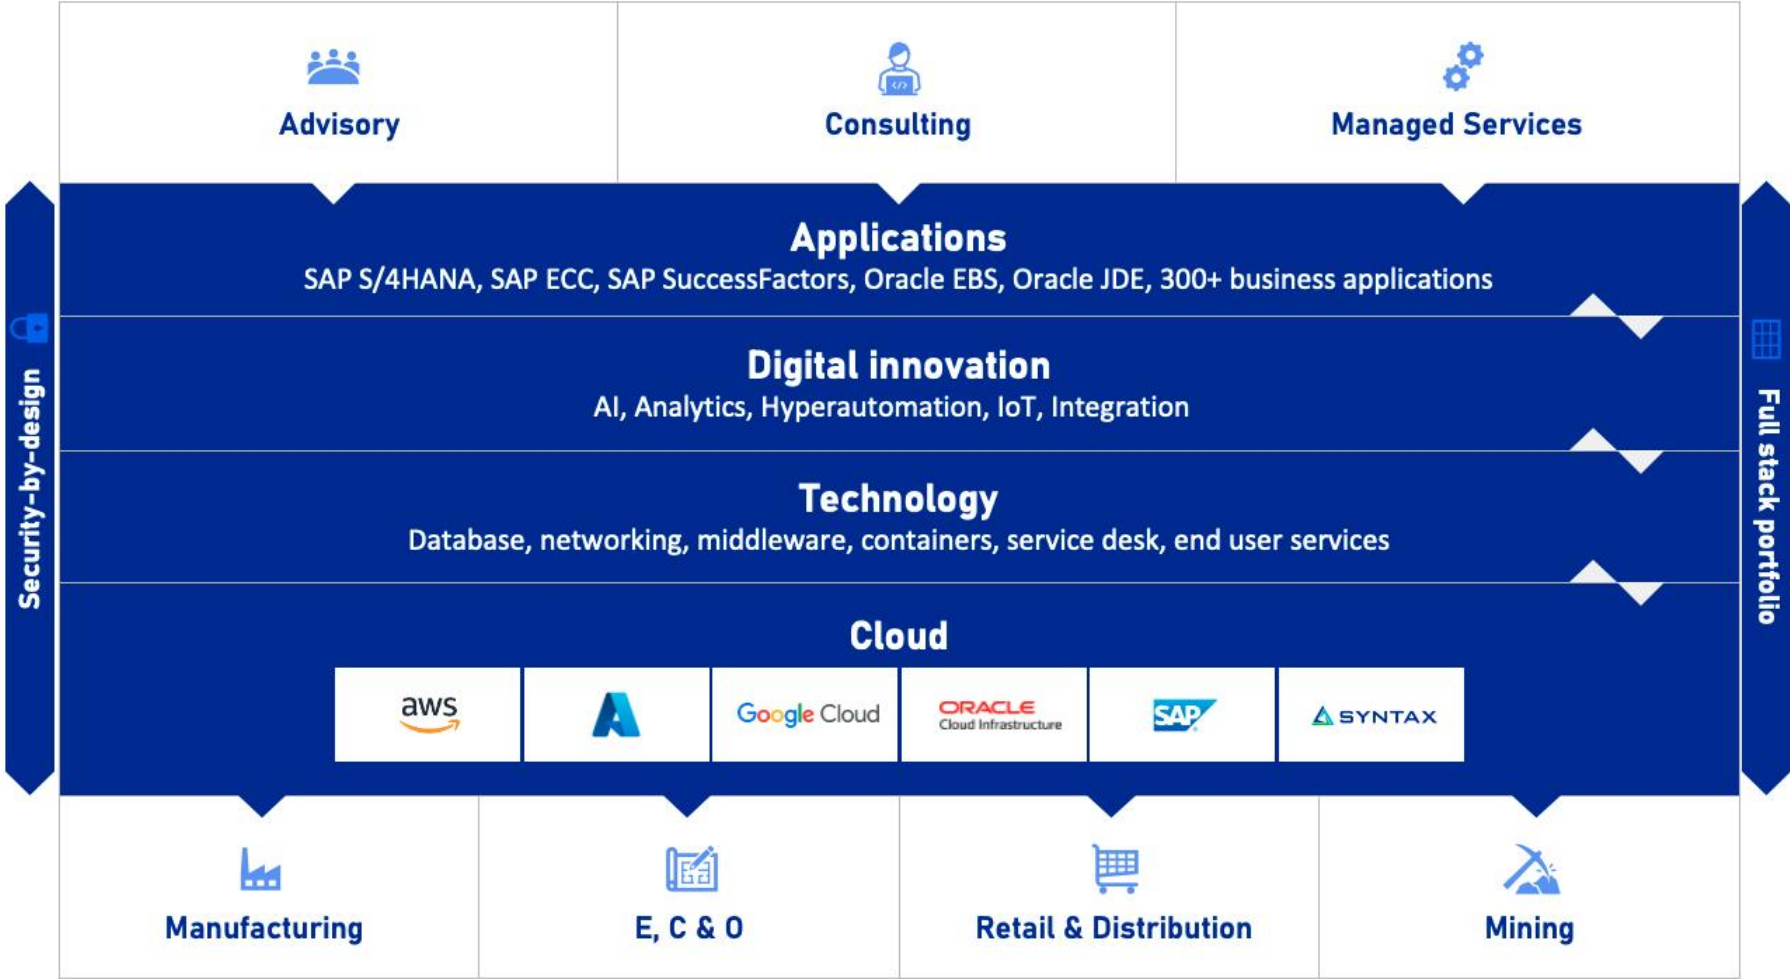 Advisory
Consulting
Managed Services
Applications
SAP S/4HANA, SAP ECC, SAP SuccessFactors, Oracle EBS, Oracle JDE, 300+ business applications
Digital innovation
AI, Analytics, Hyperautomation, IoT, Integration
Technology
Database, networking, middleware, containers, service desk, end user services
Cloud
aws
Google Cloud
ORACLE
Cloud Infrastructure
SAP
SYNTAX
Security-by-design
Full stack portfolio
Manufacturing
E, C & O
Retail & Distribution
Mining